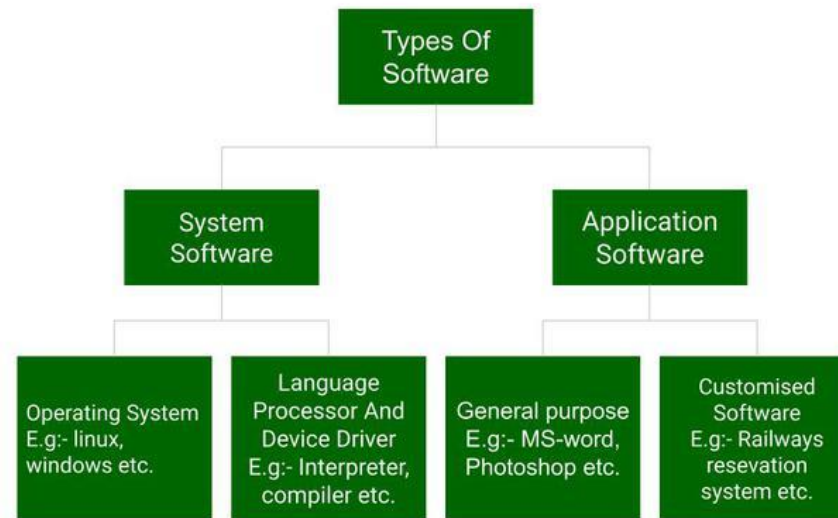 Types Of
Software
System
Software
Application
Software
Operating System
E.g:- linux,
windows etc.
Language
Processor And
Device Driver
E.g:- Interpreter,
compiler etc.
General purpose
E.g:- MS-word,
Photoshop etc.
Customised
Software
E.g:- Railways
resevation
system etc.